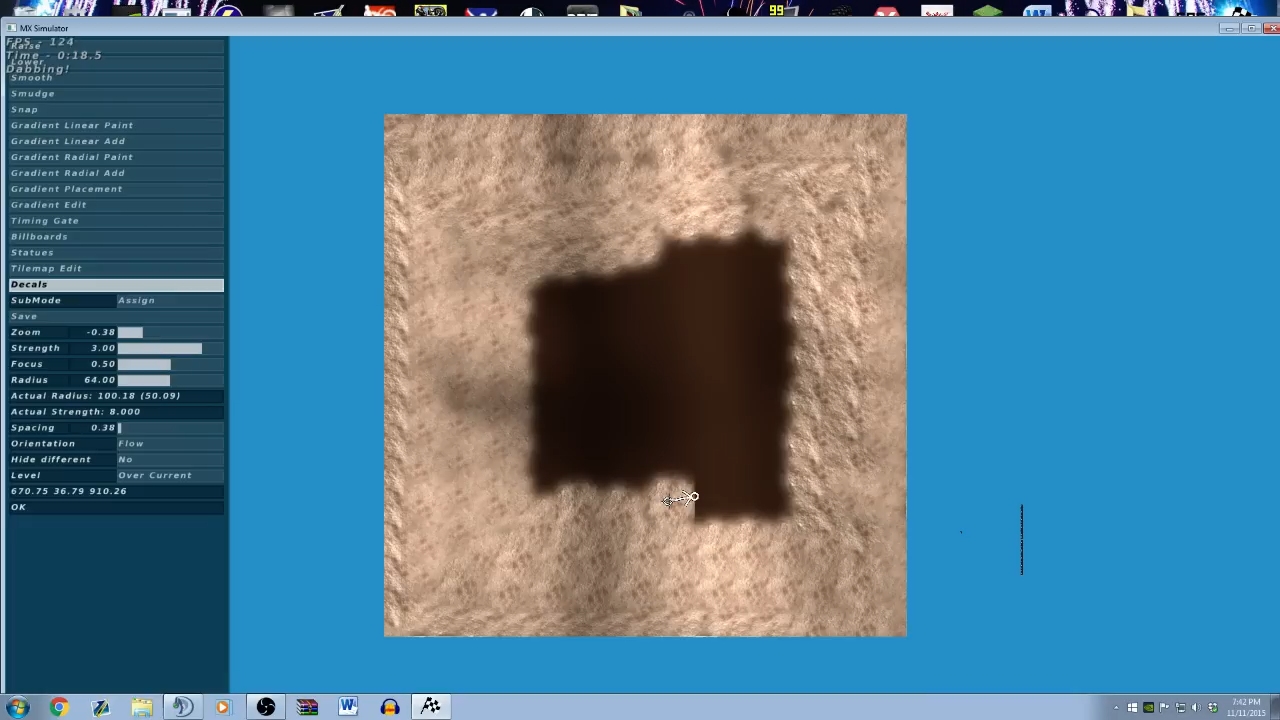 99
MX Simulator
FPS - 124
Raise
Time - 0:18.5
Lower
Dabbing!
Smooth
Smudge
Snap
Gradient Linear Paint
Gradient Linear Add
Gradient Radial Paint
Gradient Radial Add
Gradient Placement
Gradient Edit
Timing Gate
Billboards
Statues
Tilemap Edit
Decals
SubMode Assign
Save
Zoom -0.38
Strength 3.00
Focus 0.50
Radius 64.00
Actual Radius: 100.18 (50.09)
Actual Strength: 8.000
Spacing 0.38
Orientation Flow
Hide different No
Level Over Current
670.75 36.79 910.26
OK
7:42 PM
11/11/2015